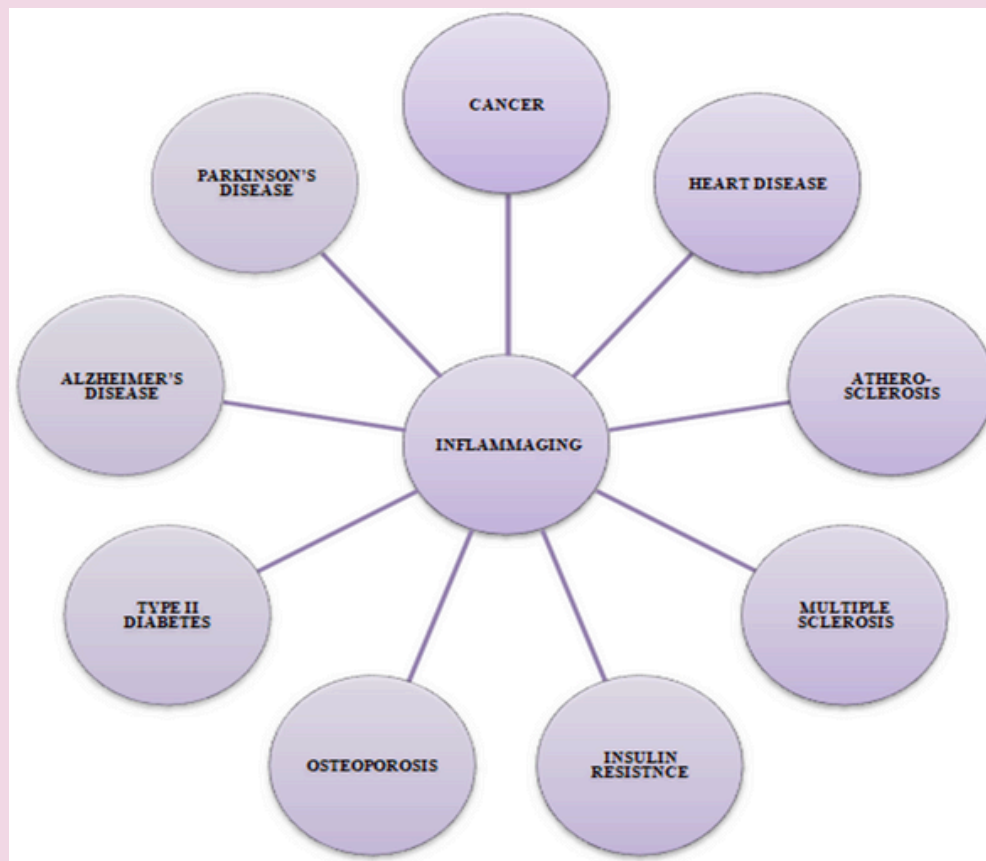 CANCER
HEART DISEASE
ATHERO-
SCLEROSIS
MULTIPLE
SCLEROSIS
INSULIN
RESISTNCE
OSTEOPOROSIS
TYPE II
DIABETES
ALZHEIMER'S
DISEASE
PARKINSON'S
DISEASE
INFLAMMAGING